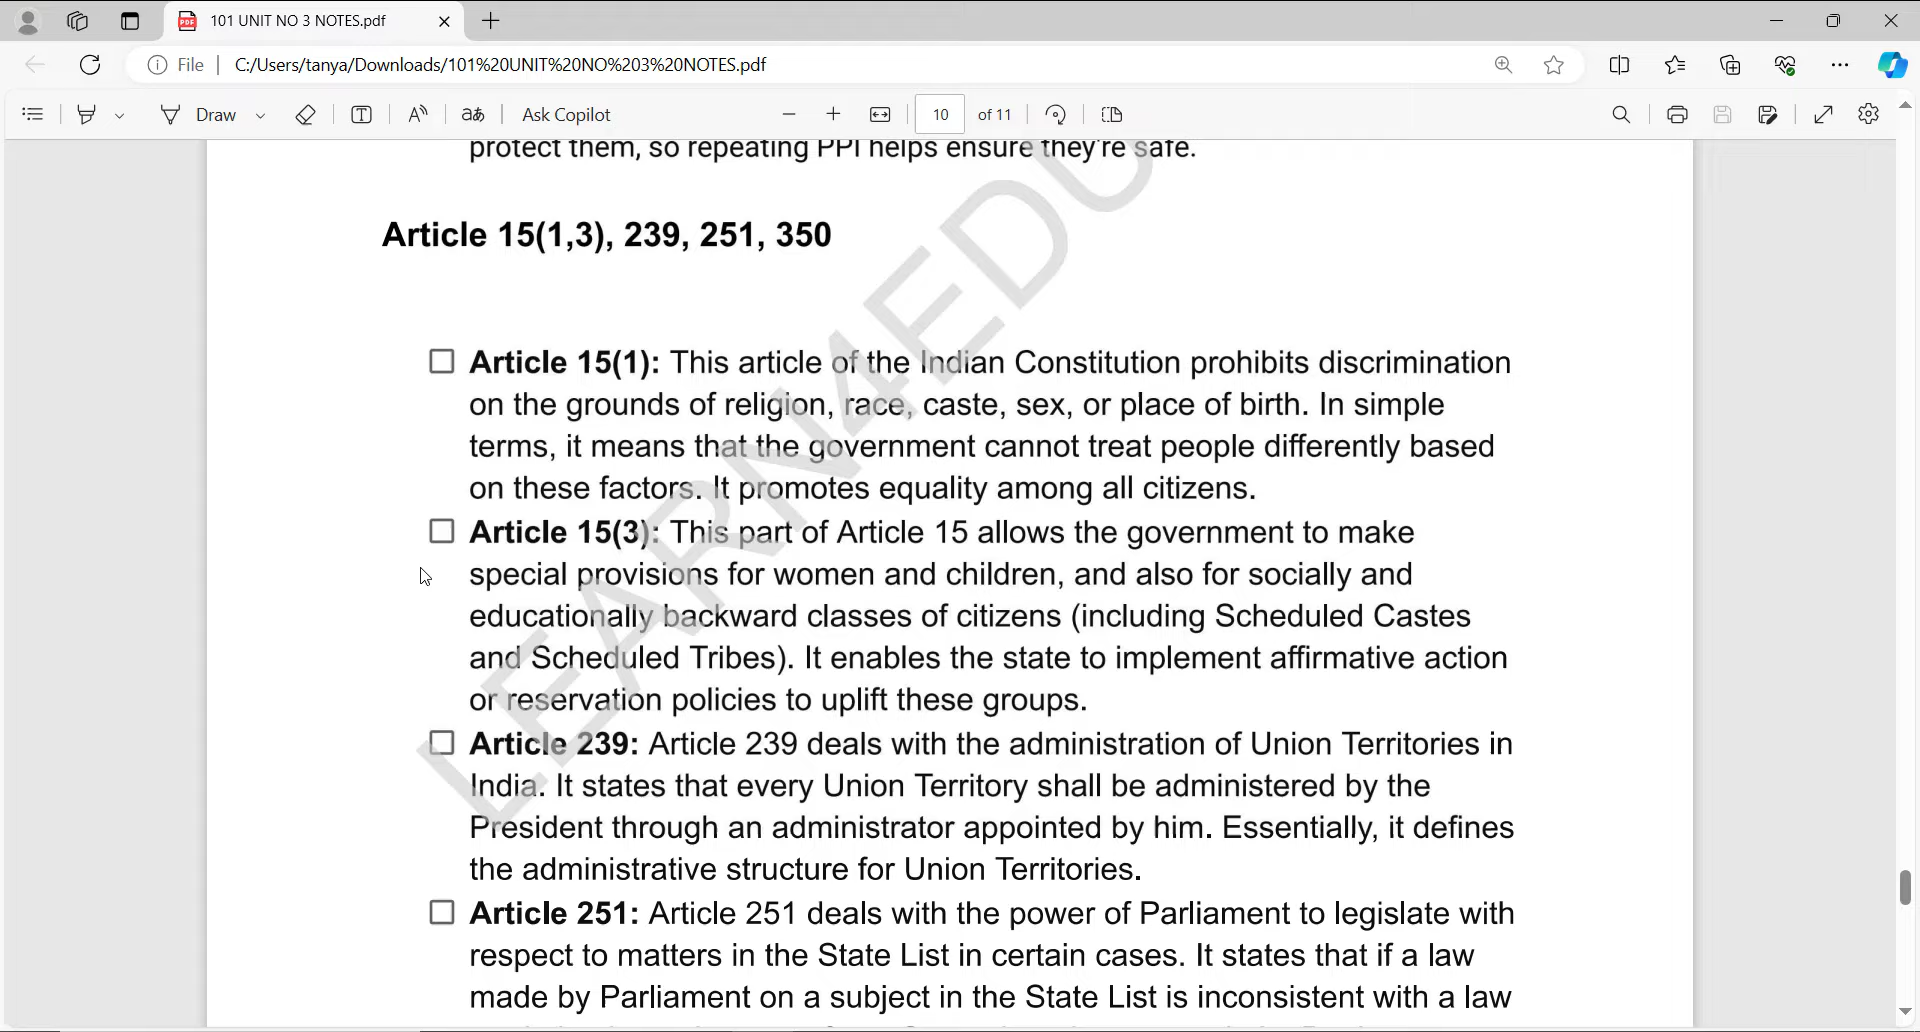 101 UNIT NO 3 NOTES.pdf
File
C:/Users/tanya/Downloads/101%20UNIT%20NO%203%20NOTES.pdf
Draw
Ask Copilot
10
of 11
protect them, so repeating PPI helps ensure they're safe.
Article 15(1,3), 239, 251, 350
Article 15(1): This article of the Indian Constitution prohibits discrimination
on the grounds of religion, race, caste, sex, or place of birth. In simple
terms, it means that the government cannot treat people differently based
on these factors. It promotes equality among all citizens.
Article 15(3): This part of Article 15 allows the government to make
special provisions for women and children, and also for socially and
educationally backward classes of citizens (including Scheduled Castes
and Scheduled Tribes). It enables the state to implement affirmative action
or reservation policies to uplift these groups.
Article 239: Article 239 deals with the administration of Union Territories in
India. It states that every Union Territory shall be administered by the
President through an administrator appointed by him. Essentially, it defines
the administrative structure for Union Territories.
Article 251: Article 251 deals with the power of Parliament to legislate with
respect to matters in the State List in certain cases. It states that if a law
made by Parliament on a subject in the State List is inconsistent with a law
LEARN4EDU